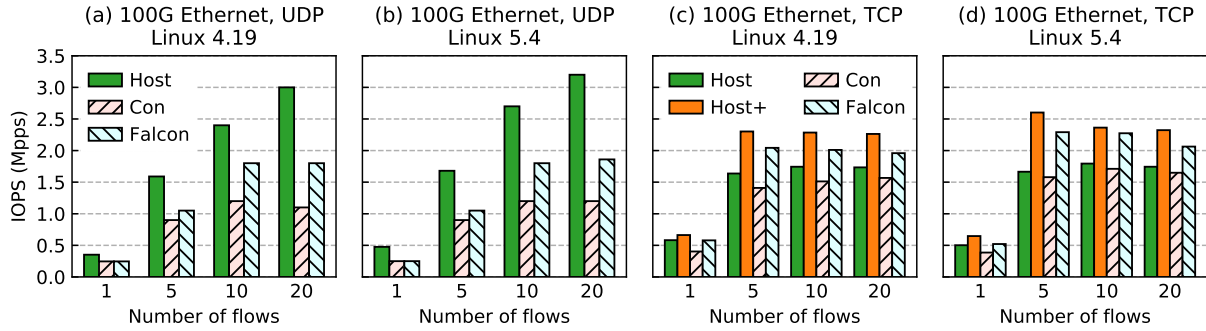 (a) 100G Ethernet, UDP
Linux 4.19
(b) 100G Ethernet, UDP
Linux 5.4
(c) 100G Ethernet, TCP
Linux 4.19
(d) 100G Ethernet, TCP
Linux 5.4
IOPS (Mpps)
3.5
3.0
2.5
2.0
1.5
1.0
0.5
0.0
Host
Con
Falcon
Host
Host+
Con
Falcon
1 5 10 20
1 5 10 20
1 5 10 20
1 5 10 20
Number of flows
Number of flows
Number of flows
Number of flows